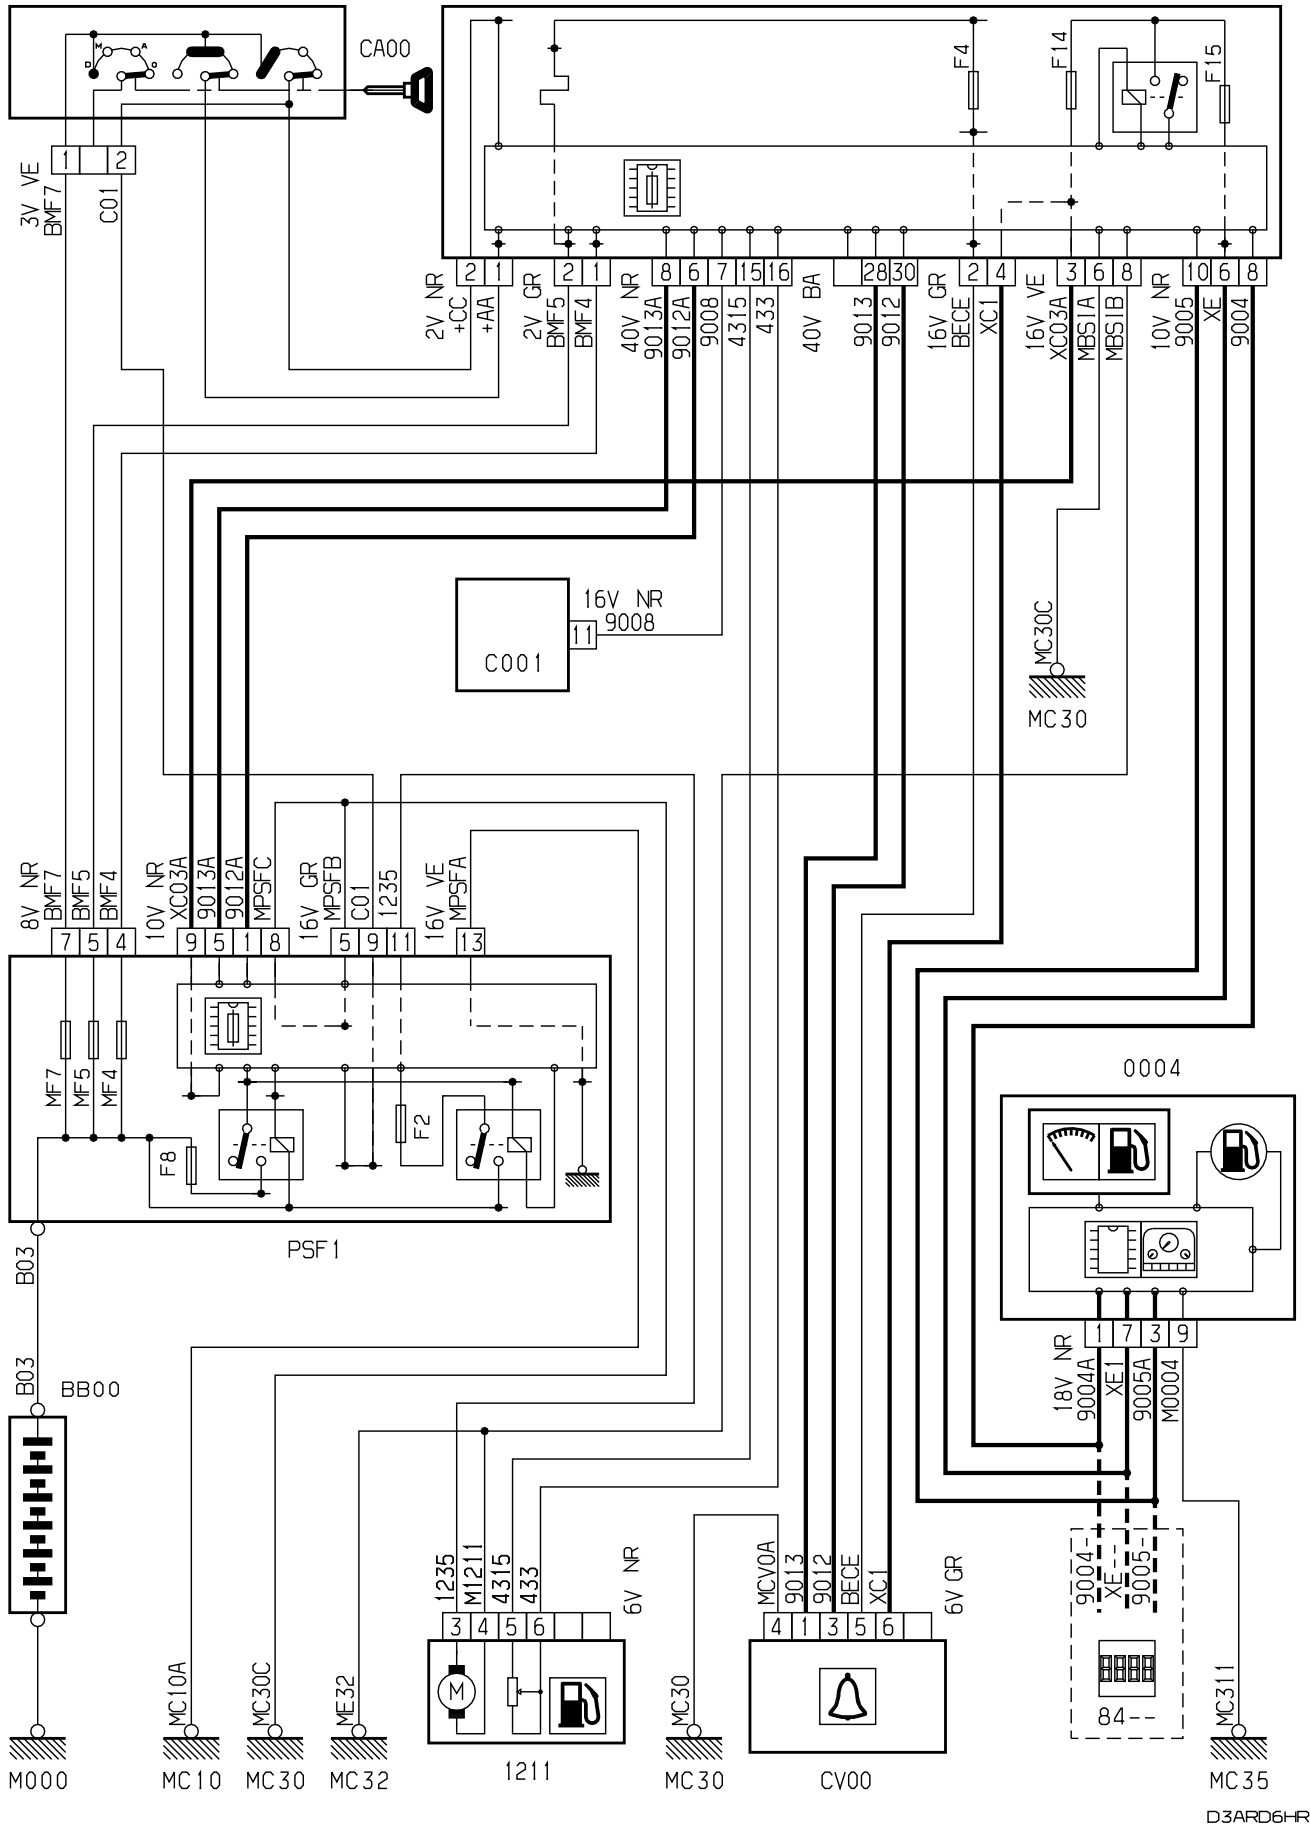 M A
D O
CA00
F4
F14
F15
1 2
3V VE
BMF7
C01
2 1 2 1 8 6 7 15 16 28 30 2 4 3 6 8 10 6 8
2V NR
+CC
+AA
2V GR
BMF5
BMF4
40V NR
9013A
9012A
9008
4315
433
40V BA
9013
9012
16V GR
BECE
XC1
16V VE
XC03A
MBS1A
MBS1B
10V NR
9005
XE
9004
16V NR
9008
11
C001
MC30C
MC30
8V NR
BMF7
BMF5
BMF4
10V NR
XC03A
9013A
9012A
MPSFC
16V GR
MPSFB
C01
1235
16V VE
MPSFA
7 5 4 9 5 1 8 5 9 11 13
MF7
MF5
MF4
F8
F2
PSF1
0004
B03
B03
BB00
1 7 3 9
18V NR
9004A
XE1
9005A
M0004
1235
M1211
4315
433
6V NR
MCV0A
9013
9012
BECE
XC1
6V GR
9004-
XE--
9005-
3 4 5 6
4 1 3 5 6
M
8888
84--
MC10A
MC30C
ME32
MC30
MC311
M000
MC10
MC30
MC32
1211
MC30
CV00
MC35
D3ARD6HR